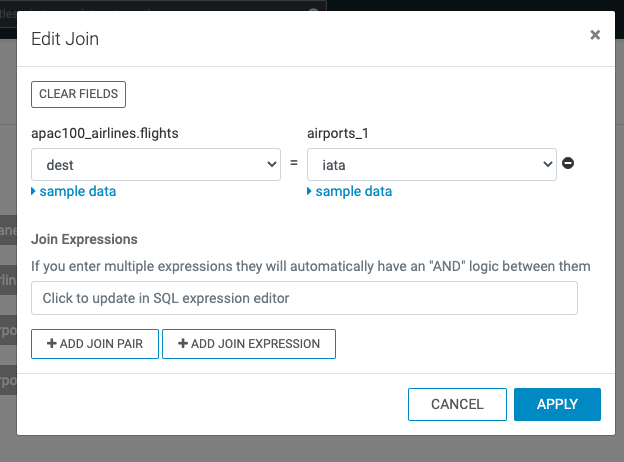 Edit Join
×
CLEAR FIELDS
apac100_airlines.flights airports_1
dest = iata
sample data sample data
Join Expressions
If you enter multiple expressions they will automatically have an "AND" logic between them
Click to update in SQL expression editor
+ ADD JOIN PAIR + ADD JOIN EXPRESSION
CANCEL APPLY